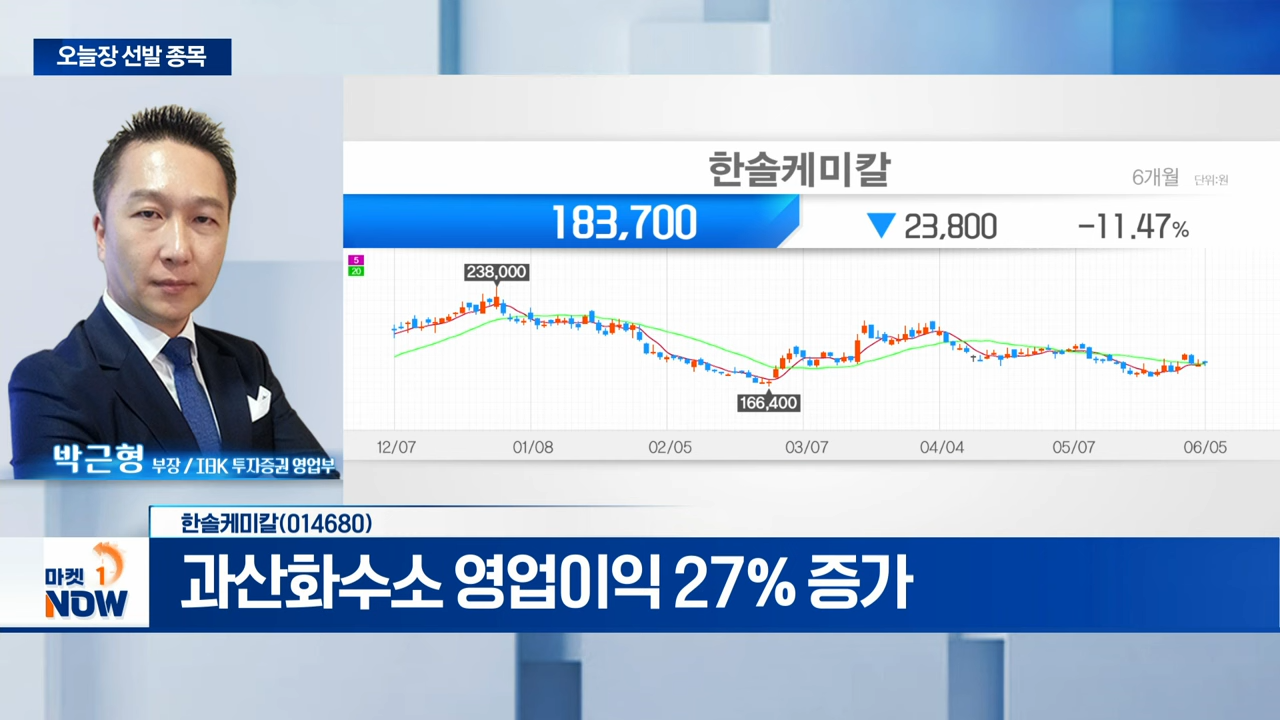 오늘장 선발 종목
한솔케미칼
6개월 단위:원
183,700 ▼ 23,800 -11.47%
5
20
238,000
166,400
12/07 01/08 02/05 03/07 04/04 05/07 06/05
박근형 부장 / IBK 투자증권 영업부
한솔케미칼(014680)
마켓 1
NOW
과산화수소 영업이익 27% 증가